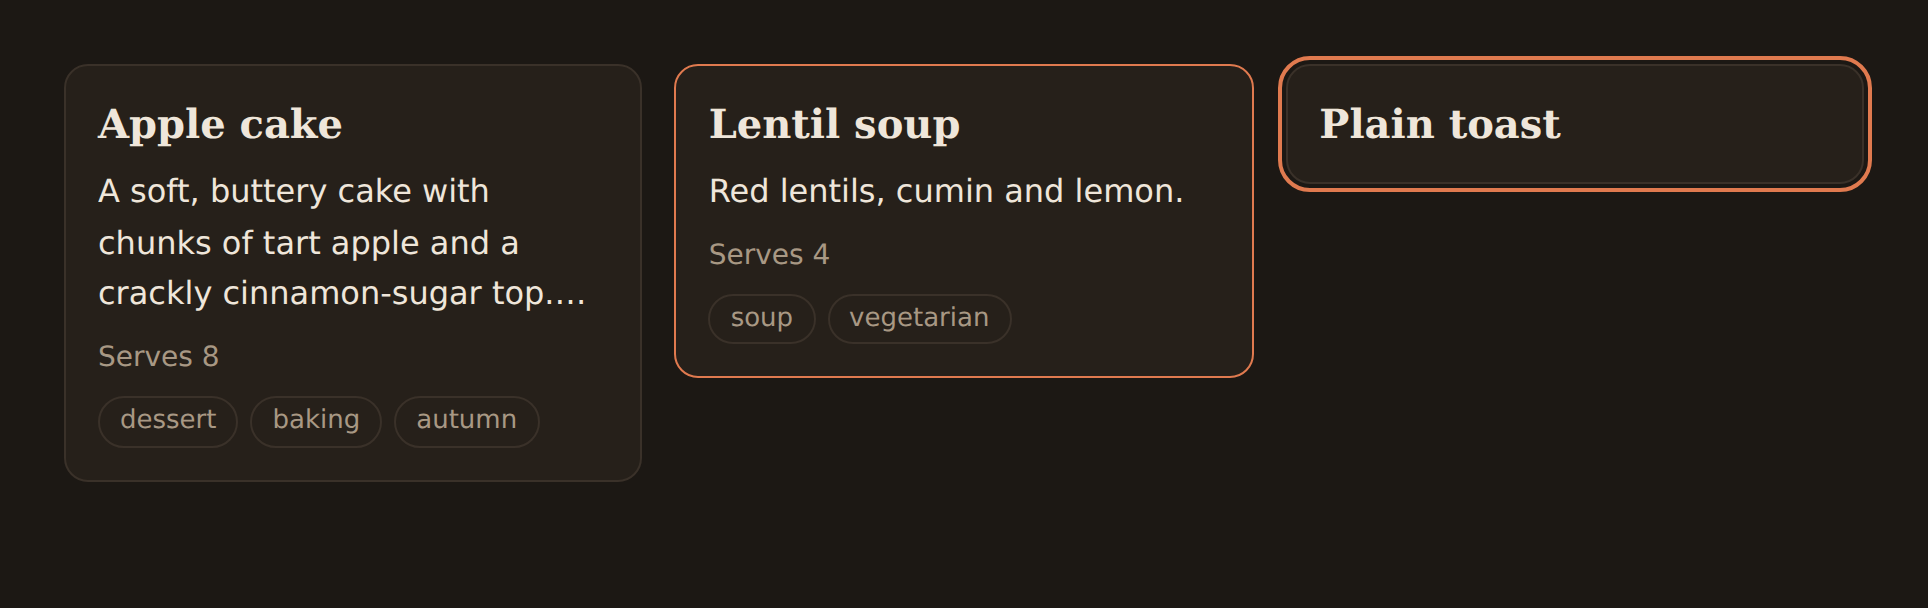 Apple cake
A soft, buttery cake with
chunks of tart apple and a
crackly cinnamon-sugar top....
Serves 8
dessert
baking
autumn
Lentil soup
Red lentils, cumin and lemon.
Serves 4
soup
vegetarian
Plain toast